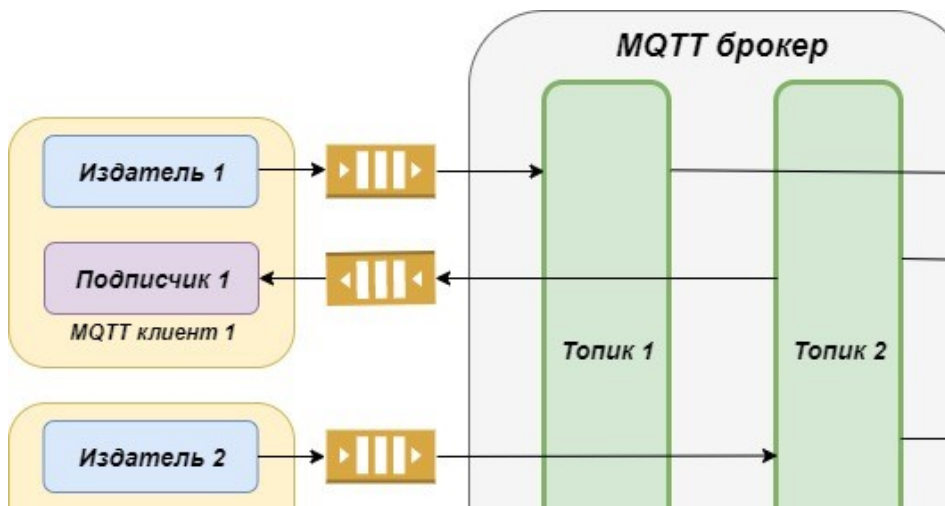 MQTT брокер
Издатель 1
Подписчик 1
MQTT клиент 1
Топик 1
Топик 2
Издатель 2